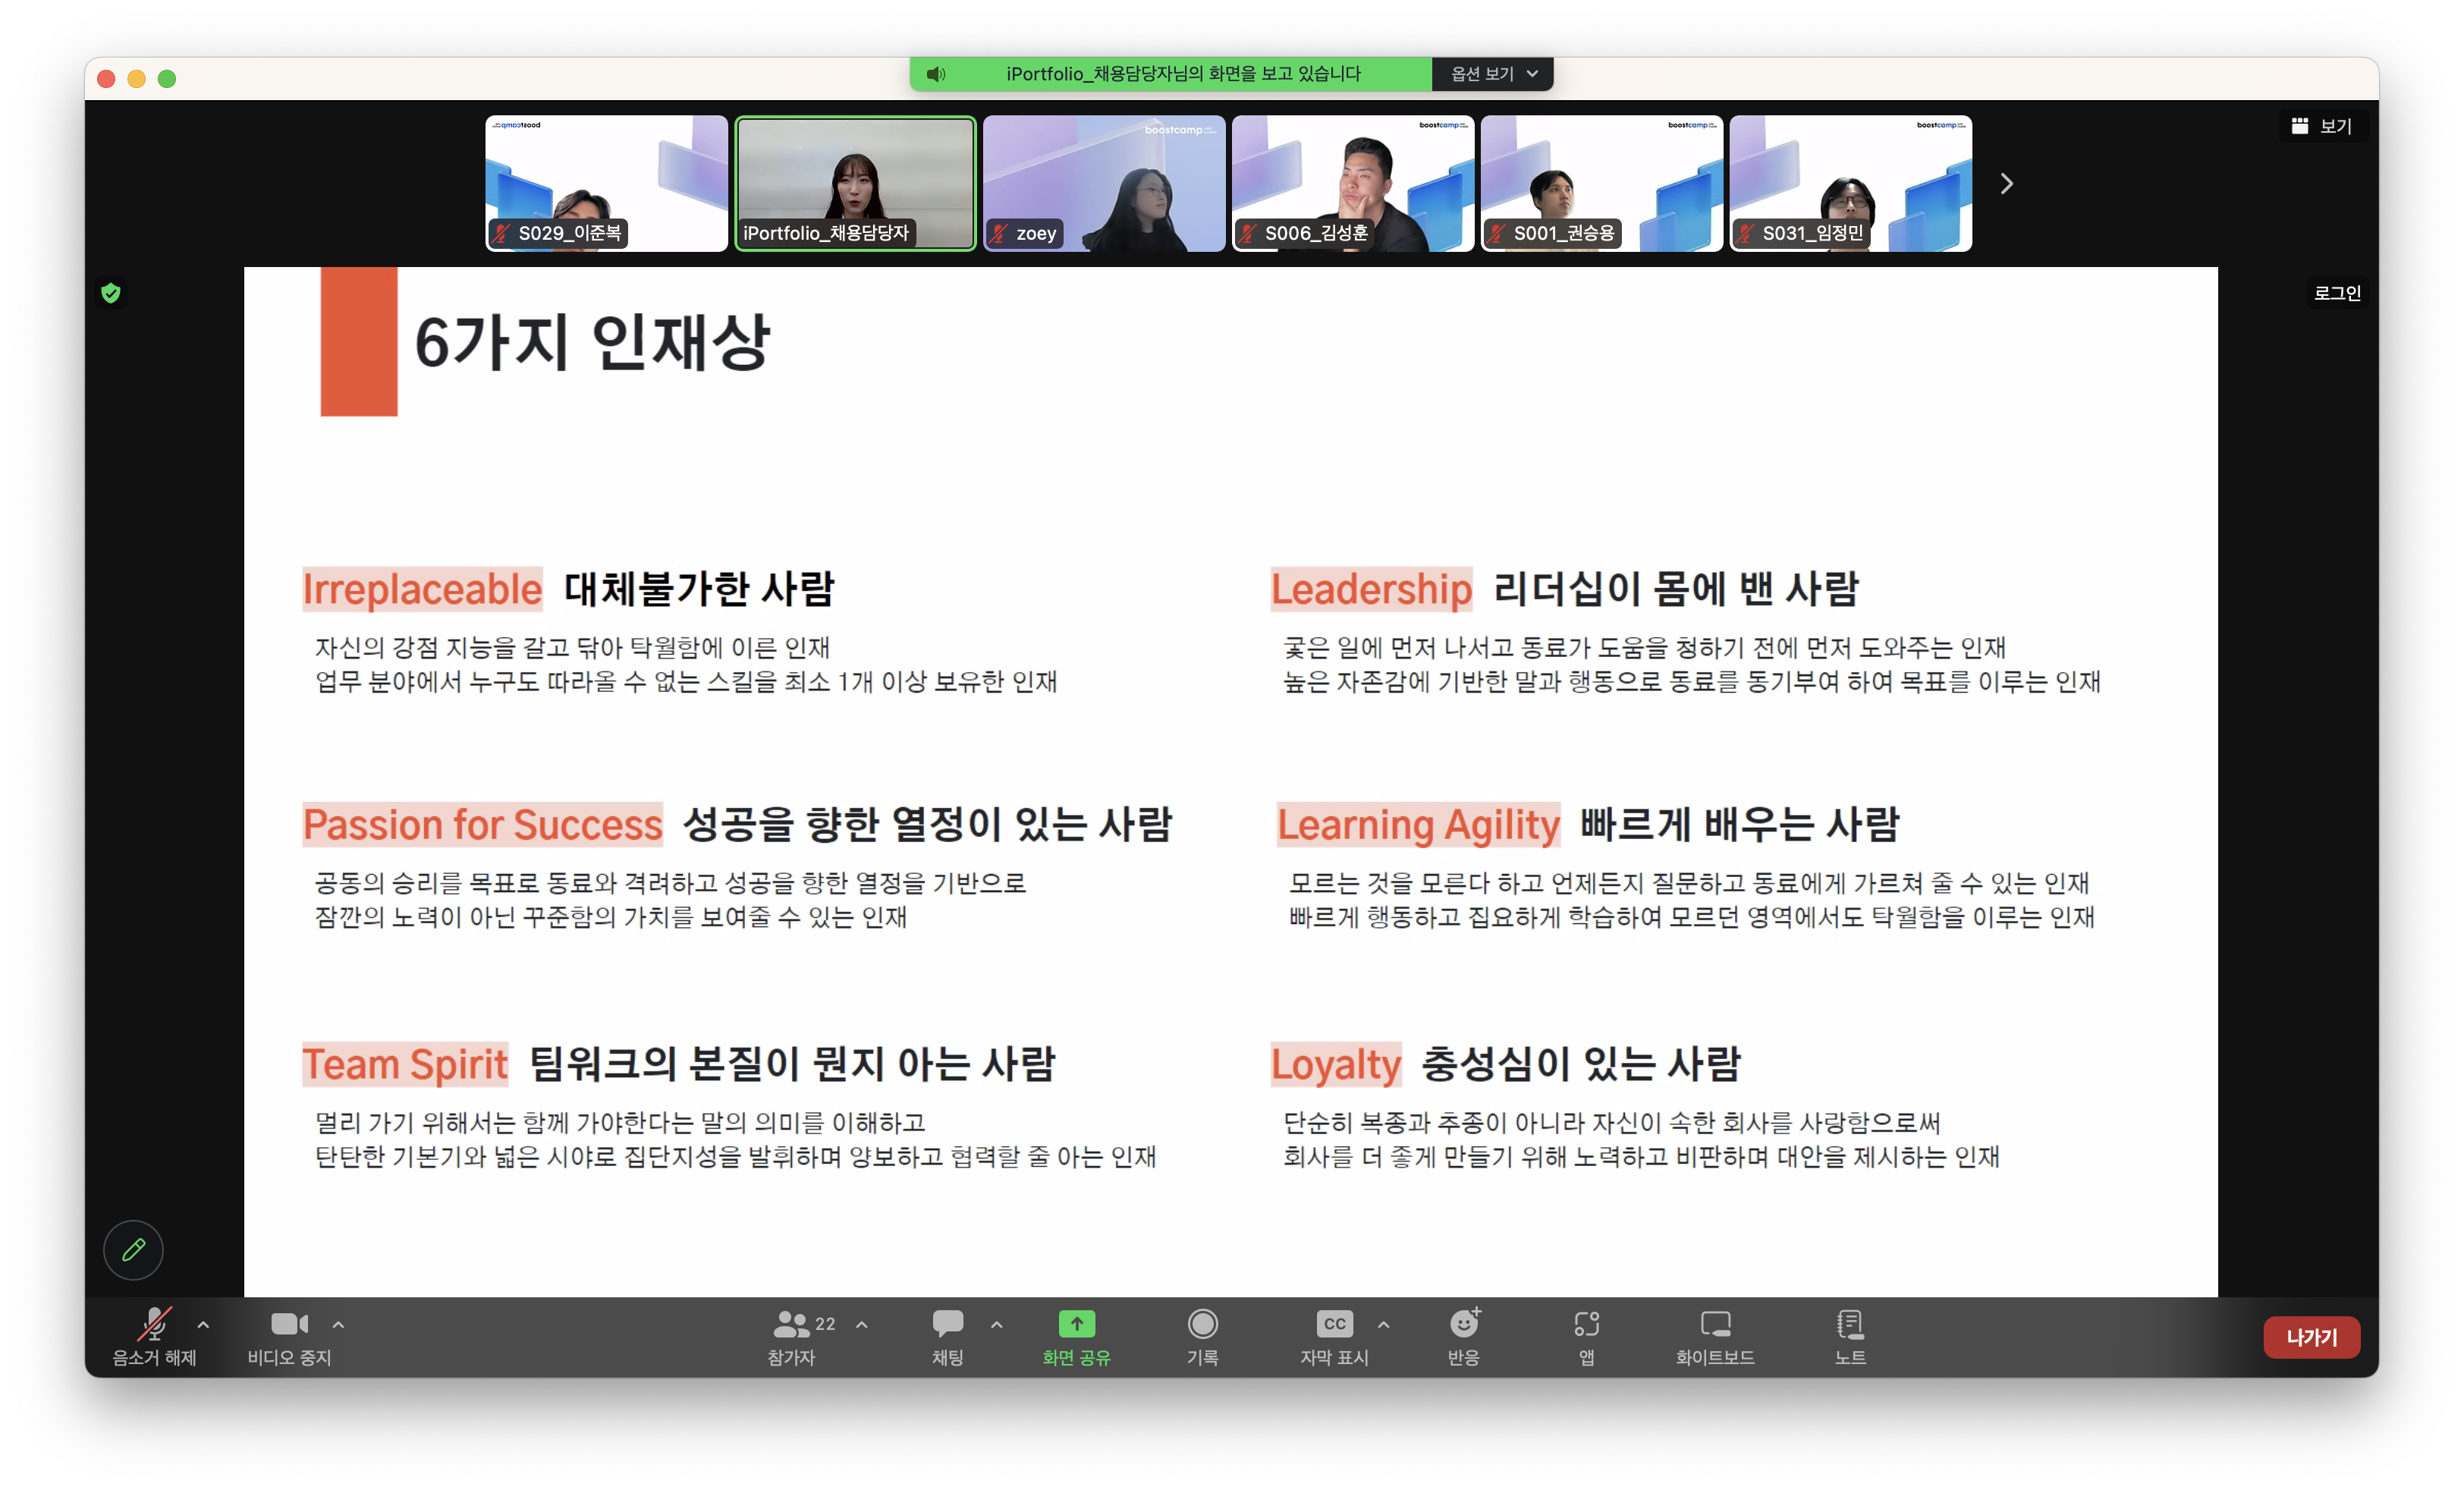 iPortfolio_채용담당자님의 화면을 보고 있습니다
옵션 보기
보기
boostcamp
boostcamp
boostcamp
boostcamp
boostcamp
S029_이준복
iPortfolio_채용담당자
zoey
S006_김성훈
S001_권승용
S031_임정민
로그인
6가지 인재상
Irreplaceable 대체불가한 사람
자신의 강점 지능을 갈고 닦아 탁월함에 이른 인재
업무 분야에서 누구도 따라올 수 없는 스킬을 최소 1개 이상 보유한 인재
Leadership 리더십이 몸에 밴 사람
궂은 일에 먼저 나서고 동료가 도움을 청하기 전에 먼저 도와주는 인재
높은 자존감에 기반한 말과 행동으로 동료를 동기부여 하여 목표를 이루는 인재
Passion for Success 성공을 향한 열정이 있는 사람
공동의 승리를 목표로 동료와 격려하고 성공을 향한 열정을 기반으로
잠깐의 노력이 아닌 꾸준함의 가치를 보여줄 수 있는 인재
Learning Agility 빠르게 배우는 사람
모르는 것을 모른다 하고 언제든지 질문하고 동료에게 가르쳐 줄 수 있는 인재
빠르게 행동하고 집요하게 학습하여 모르던 영역에서도 탁월함을 이루는 인재
Team Spirit 팀워크의 본질이 뭔지 아는 사람
멀리 가기 위해서는 함께 가야한다는 말의 의미를 이해하고
탄탄한 기본기와 넓은 시야로 집단지성을 발휘하며 양보하고 협력할 줄 아는 인재
Loyalty 충성심이 있는 사람
단순히 복종과 추종이 아니라 자신이 속한 회사를 사랑함으로써
회사를 더 좋게 만들기 위해 노력하고 비판하며 대안을 제시하는 인재
음소거 해제
비디오 중지
22
참가자
채팅
화면 공유
기록
CC
자막 표시
반응
앱
화이트보드
노트
나가기